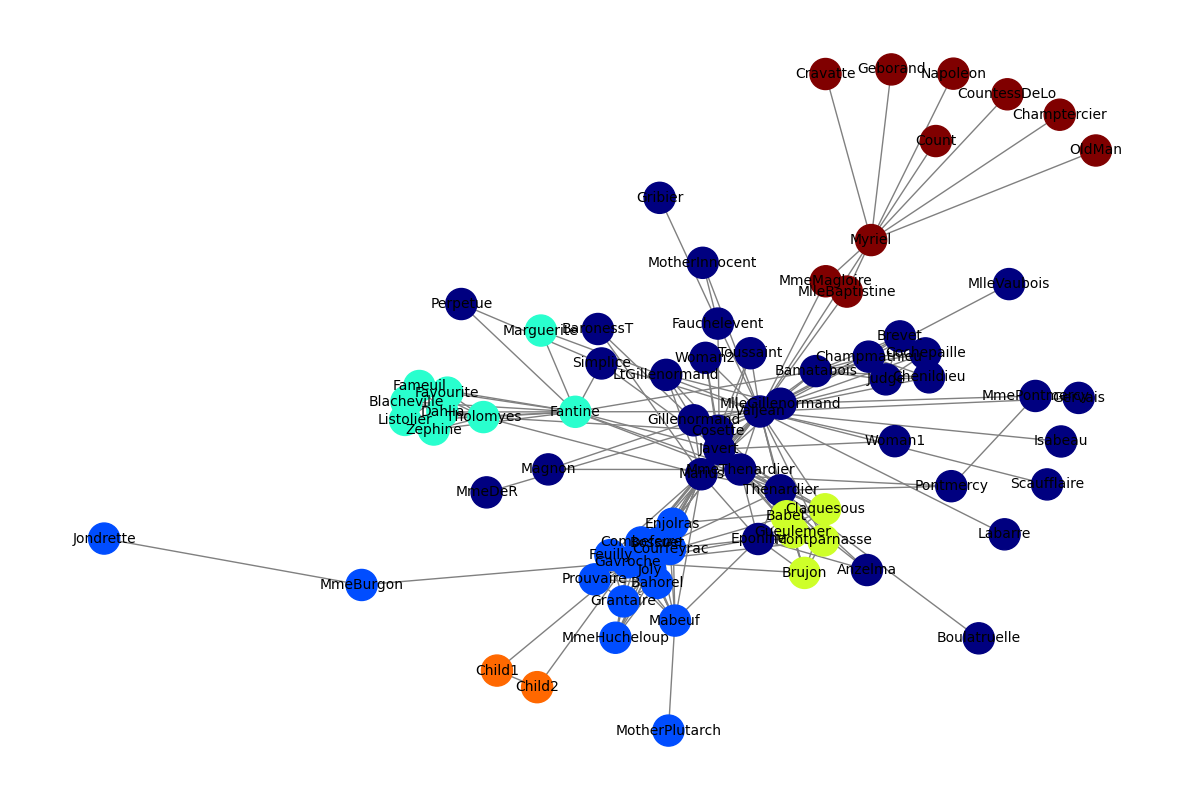 Cravatte
Geborand
Napoleon
CountessDeLo
Champtercier
Count
OldMan
Gribier
Myriel
MotherInnocent
MmeMagloire
MlleBaptistine
MlleVaubois
Perpetue
Marguerite
BaronessT
Fauchelevent
Simplice
Woman2
Toussaint
Brevet
Champmathieu
Cochepaille
LtGillenormand
Bamatabois
Judge
Chenildieu
Fameuil
Favourite
Blacheville
Dahlia
Listolier
Zephine
Tholomyes
Fantine
MlleGillenormand
Valjean
MmePontmercy
Gervais
Gillenormand
Cosette
Javert
Woman1
Isabeau
Magnon
Marius
MmeThenardier
MmeDeR
Thenardier
Pontmercy
Scaufflaire
Babet
Claquesous
Gueulemer
Montparnasse
Enjolras
Eponine
Labarre
Jondrette
Combeferre
Bossuet
Courfeyrac
Feuilly
Gavroche
Joly
Brujon
Anzelma
MmeBurgon
Prouvaire
Bahorel
Grantaire
Mabeuf
MmeHucheloup
Boulatruelle
Child1
Child2
MotherPlutarch